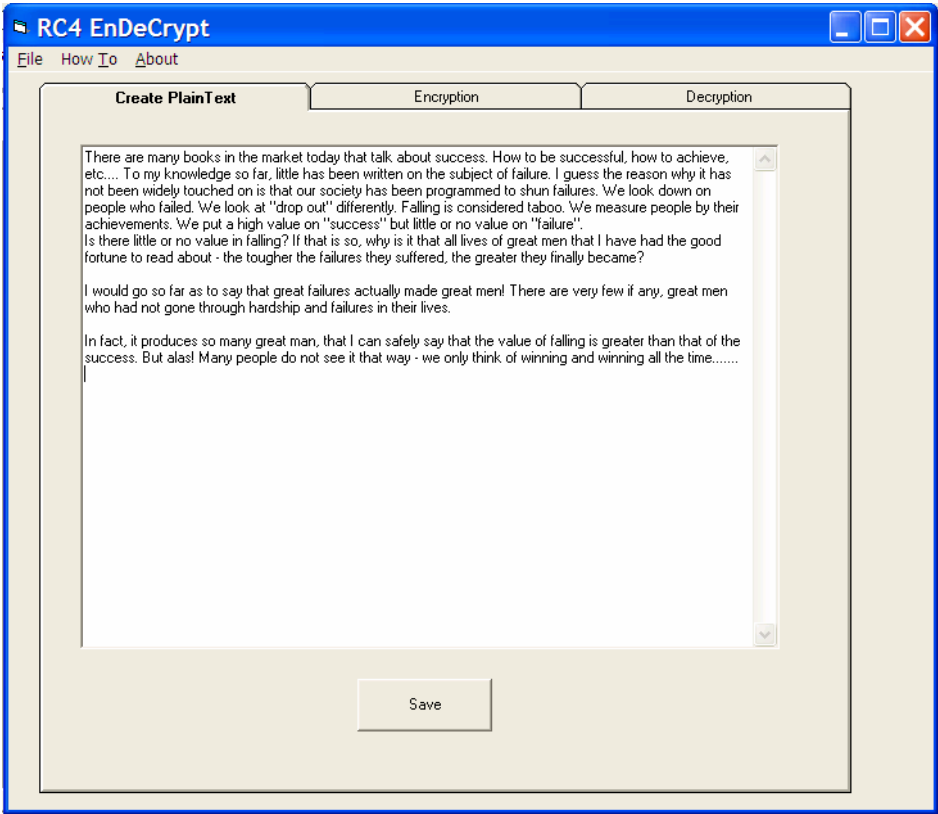 RC4 EnDeCrypt
File How To About
Create PlainText Encryption Decryption
There are many books in the market today that talk about success. How to be successful, how to achieve,
etc.... To my knowledge so far, little has been written on the subject of failure. I guess the reason why it has
not been widely touched on is that our society has been programmed to shun failures. We look down on
people who failed. We look at "drop out" differently. Falling is considered taboo. We measure people by their
achievements. We put a high value on "success" but little or no value on "failure".
Is there little or no value in falling? If that is so, why is it that all lives of great men that I have had the good
fortune to read about - the tougher the failures they suffered, the greater they finally became?
I would go so far as to say that great failures actually made great men! There are very few if any, great men
who had not gone through hardship and failures in their lives.
In fact, it produces so many great man, that I can safely say that the value of falling is greater than that of the
success. But alas! Many people do not see it that way - we only think of winning and winning all the time.......
Save